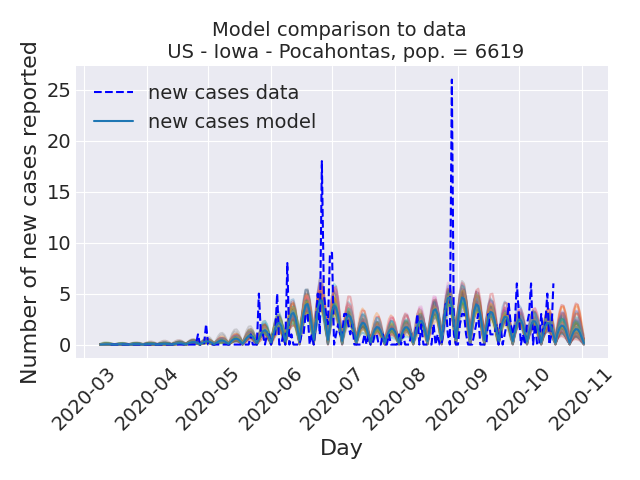 Model comparison to data
US - Iowa - Pocahontas, pop. = 6619
Number of new cases reported
25
20
15
10
5
0
new cases data
new cases model
2020-03
2020-04
2020-05
2020-06
2020-07
2020-08
2020-09
2020-10
2020-11
Day